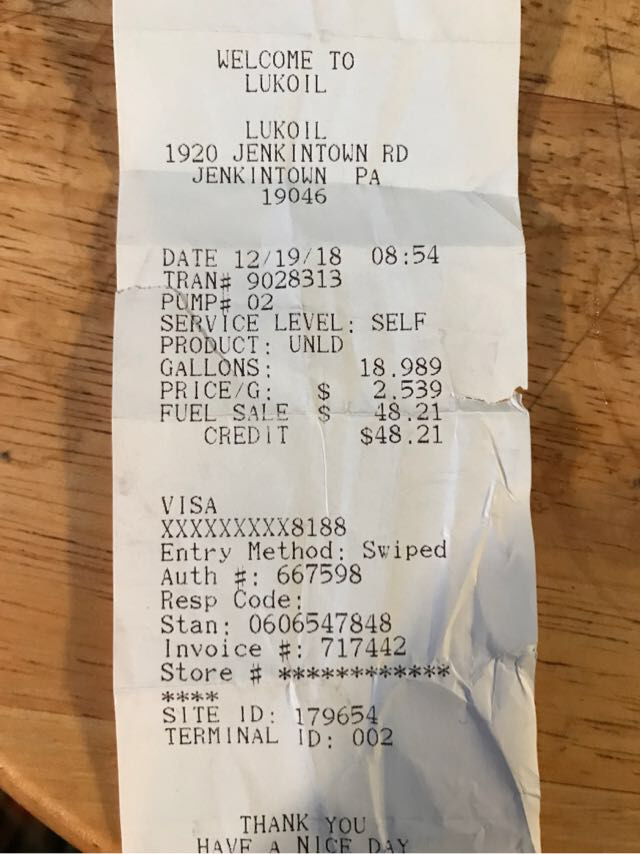 WELCOME TO
LUKOIL
LUKOIL
1920 JENKINTOWN RD
JENKINTOWN PA
19046
DATE 12/19/18 08:54
TRAN# 9028313
PUMP# 02
SERVICE LEVEL: SELF
PRODUCT: UNLD
GALLONS: 18.989
PRICE/G: $ 2.539
FUEL SALE $ 48.21
CREDIT $48.21
VISA
XXXXXXXXX8188
Entry Method: Swiped
Auth #: 667598
Resp Code:
Stan: 0606547848
Invoice #: 717442
Store # ************
****
SITE ID: 179654
TERMINAL ID: 002
THANK YOU
HAVE A NICE DAY